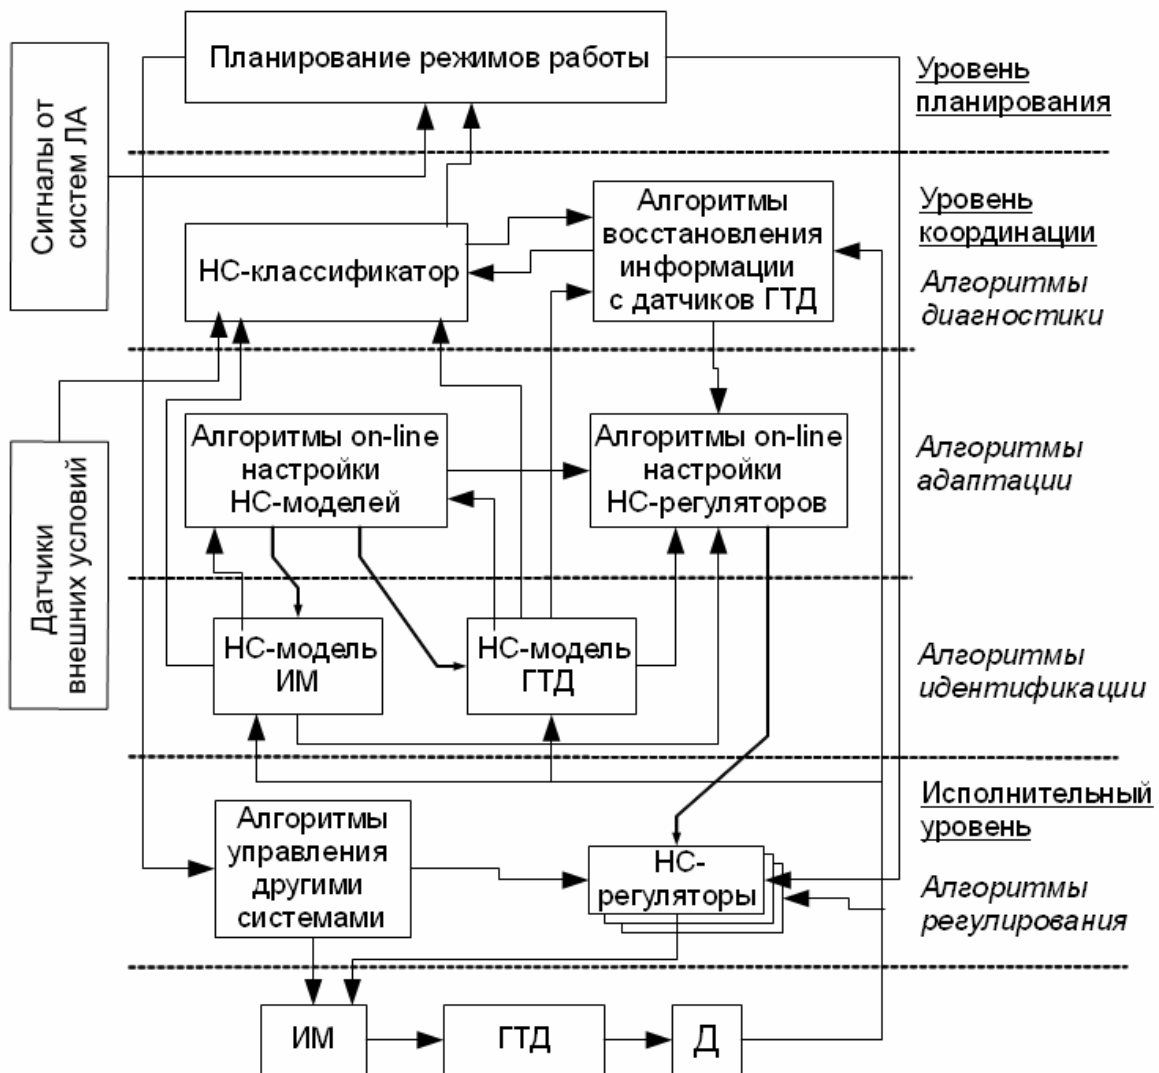 Сигналы от
систем ЛА
Планирование режимов работы
Уровень
планирования
НС-классификатор
Алгоритмы
восстановления
информации
с датчиков ГТД
Уровень
координации
Алгоритмы
диагностики
Датчики
внешних условий
Алгоритмы on-line
настройки
НС-моделей
Алгоритмы on-line
настройки
НС-регуляторов
Алгоритмы
адаптации
НС-модель
ИМ
НС-модель
ГТД
Алгоритмы
идентификации
Алгоритмы
управления
другими
системами
НС-
регуляторы
Исполнительный
уровень
Алгоритмы
регулирования
ИМ
ГТД
Д